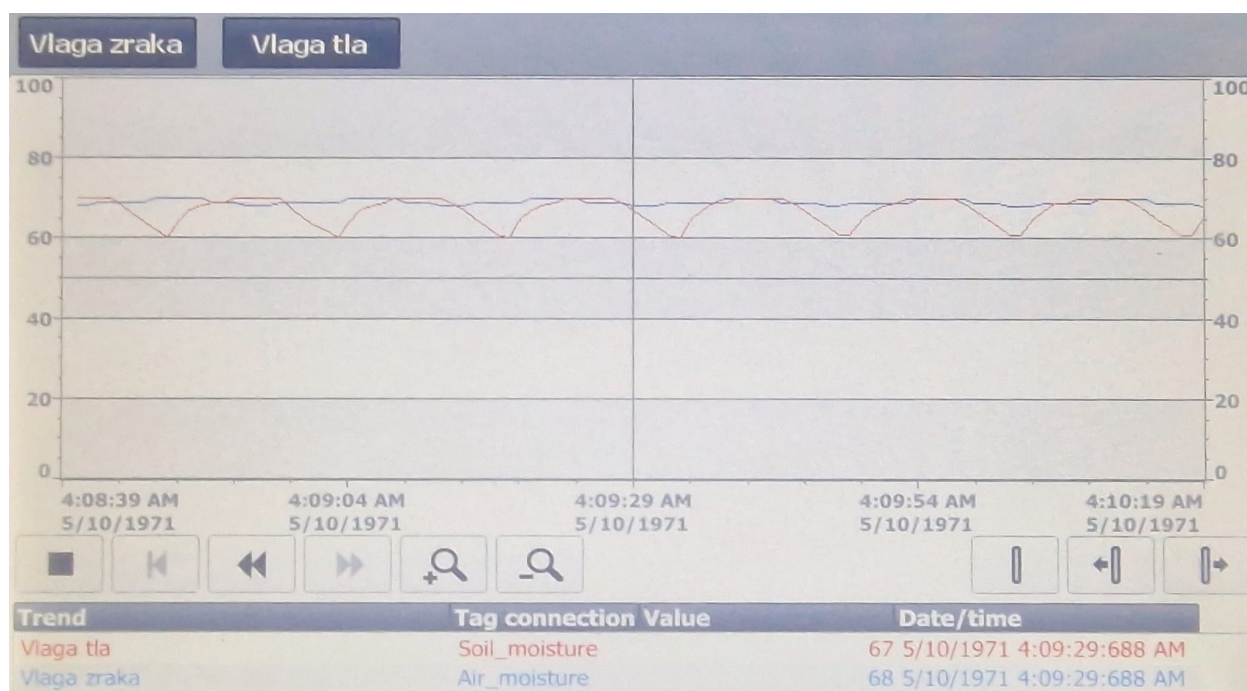 Vlaga zraka Vlaga tla
100 100
80 80
60 60
40 40
20 20
0 0
4:08:39 AM 4:09:04 AM 4:09:29 AM 4:09:54 AM 4:10:19 AM
5/10/1971 5/10/1971 5/10/1971 5/10/1971 5/10/1971
Trend Tag connection Value Date/time
Vlaga tla Soil_moisture 67 5/10/1971 4:09:29:688 AM
Vlaga zraka Air_moisture 68 5/10/1971 4:09:29:688 AM